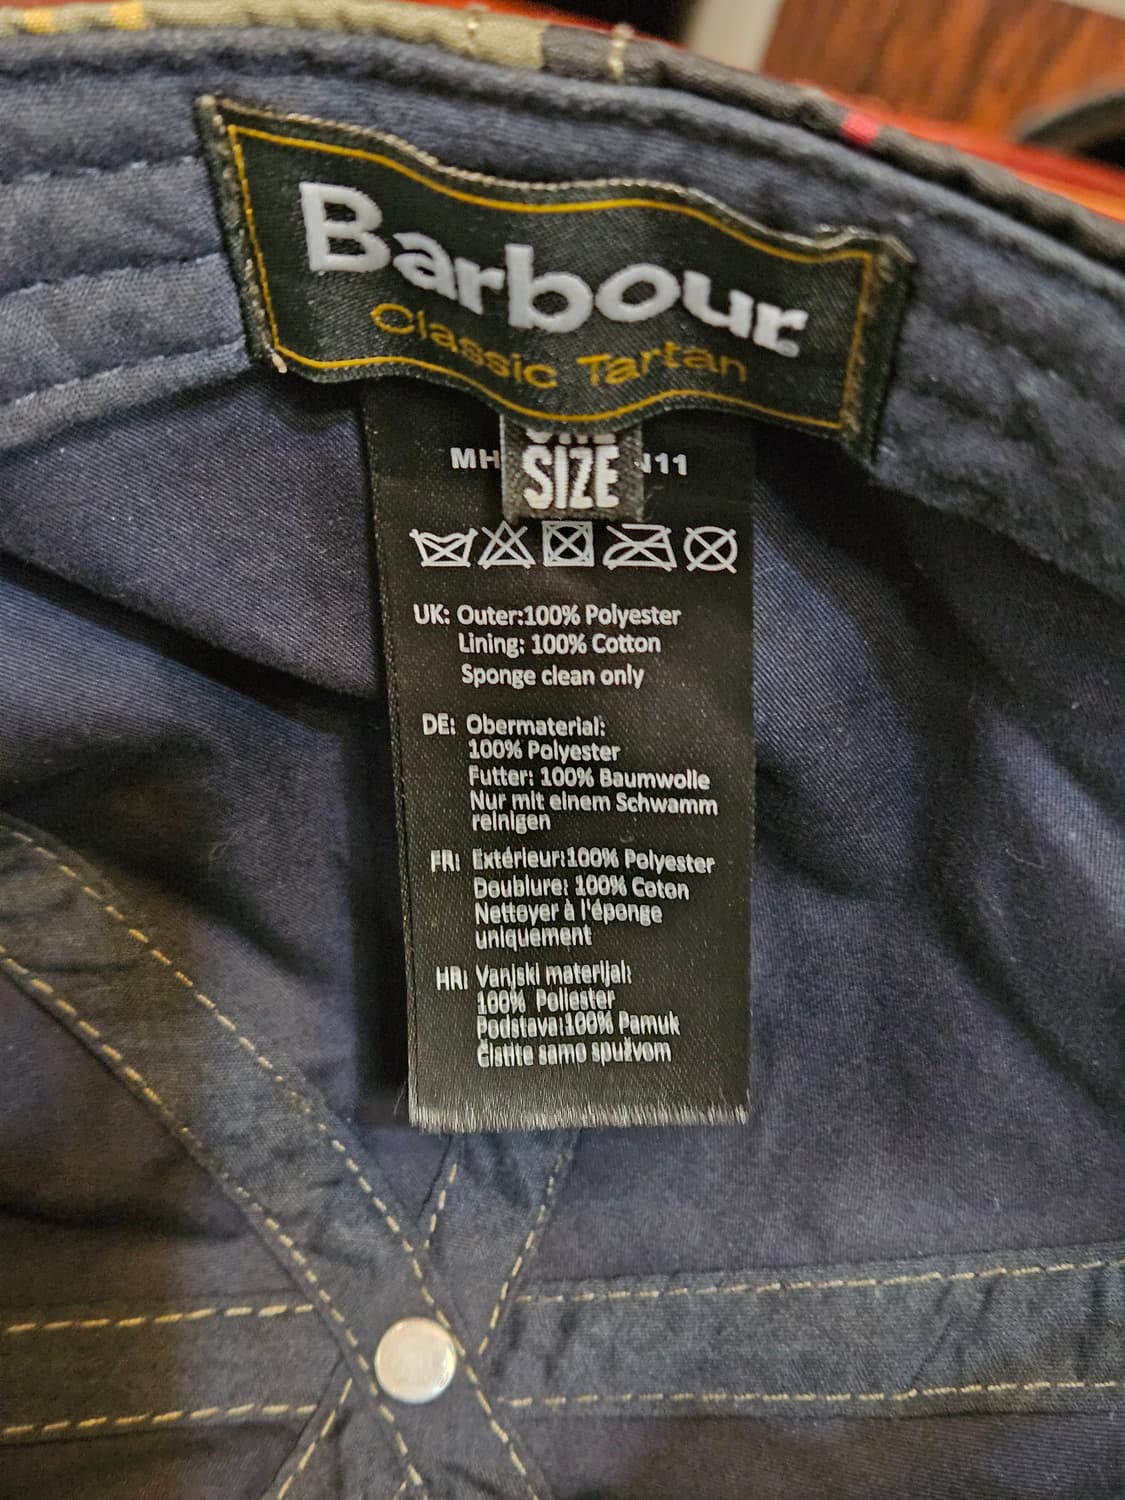 Barbour
Classic Tartan
SIZE
MH
11
UK: Outer:100% Polyester
Lining: 100% Cotton
Sponge clean only
DE: Obermaterial:
100% Polyester
Futter: 100% Baumwolle
Nur mit einem Schwamm
reinigen
FR: Extérieur:100% Polyester
Doublure: 100% Coton
Nettoyer à l'éponge
uniquement
HR: Vanjski materijal:
100% Poliester
Podstava:100% Pamuk
Čistite samo spužvom